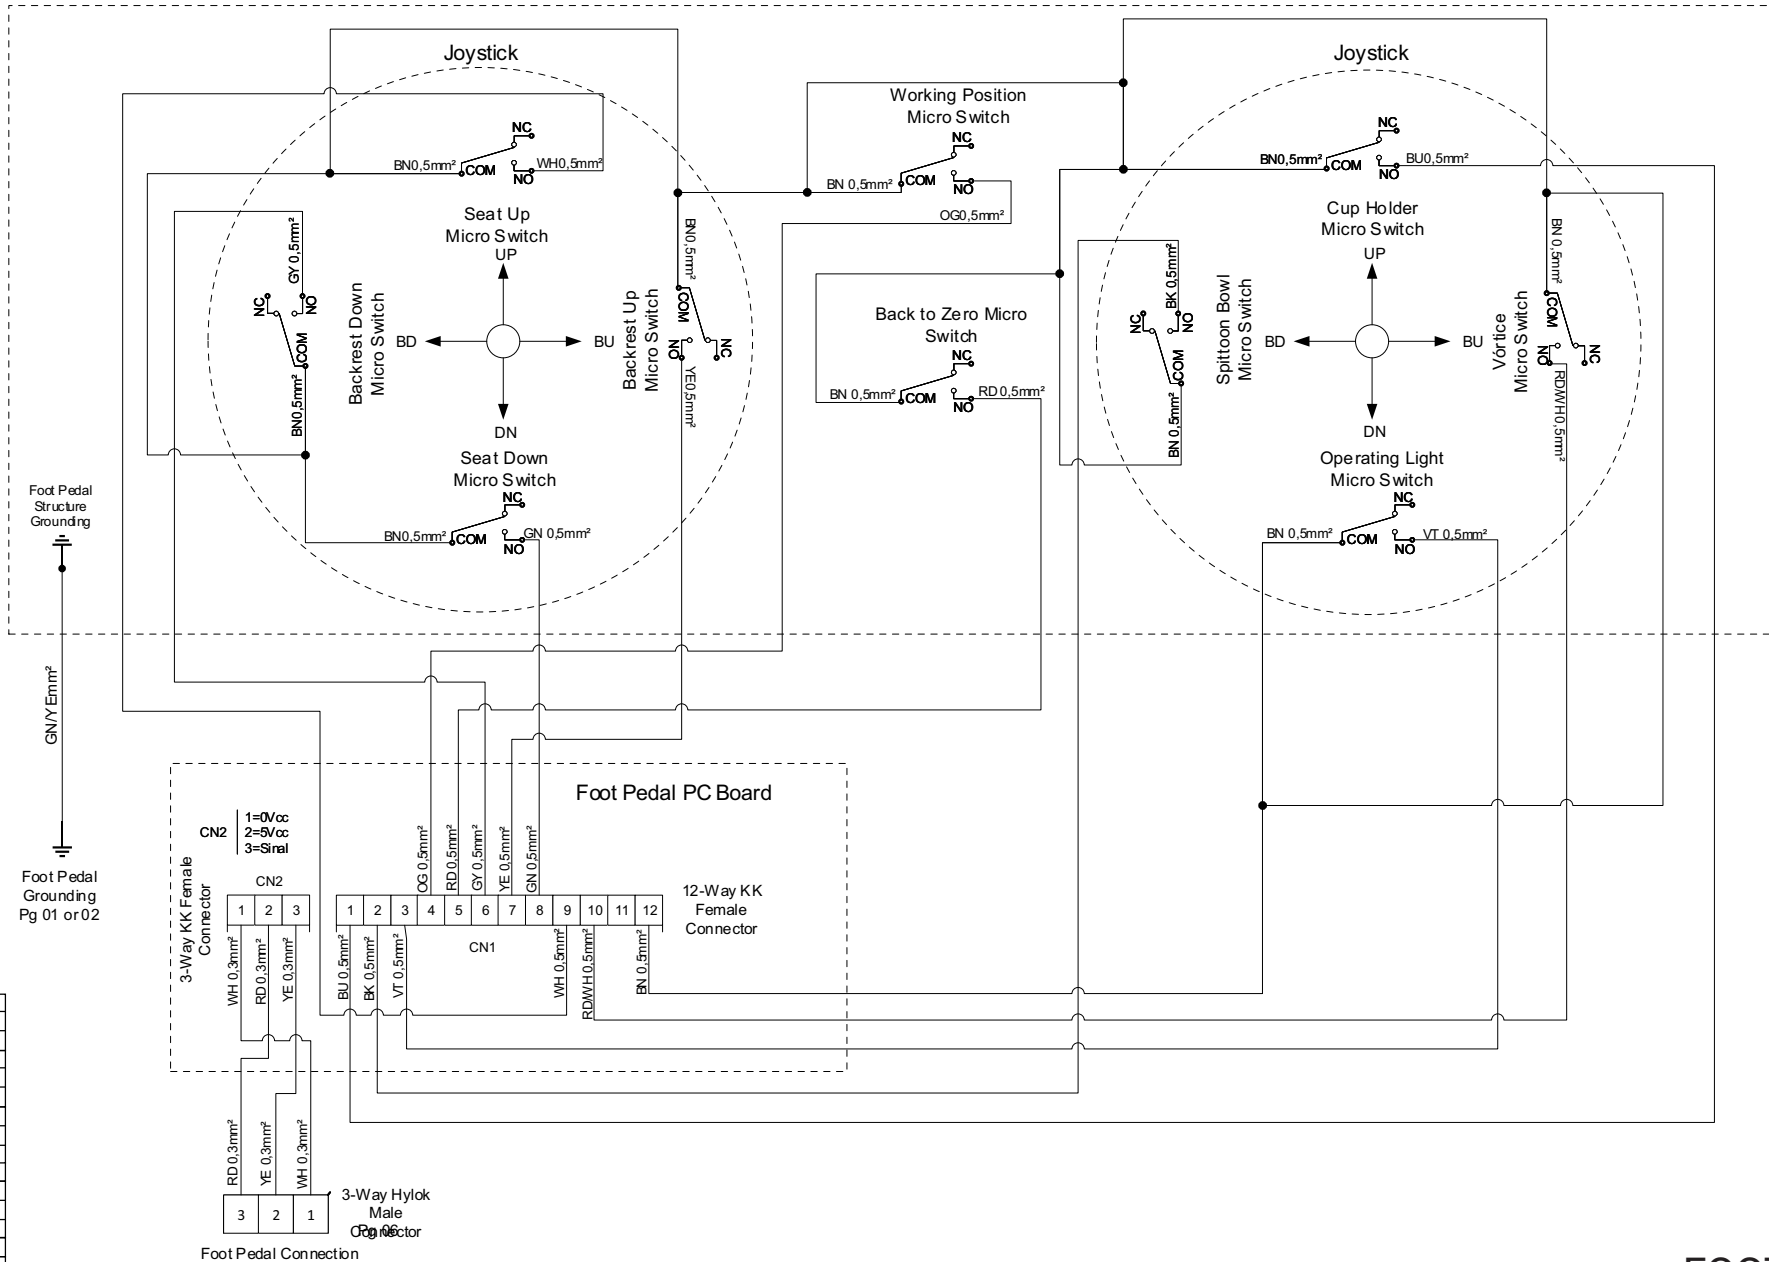 Joystick
NC
BN0,5mm²
COM
NO
WH0,5mm²
Seat Up
Micro Switch
UP
GY 0,5mm²
NC
NO
COM
BN0,5mm²
Backrest Down
Micro Switch
BD
BU
Backrest Up
Micro Switch
BN0,5mm²
COM
NO
NC
YE0,5mm²
DN
Seat Down
Micro Switch
NC
BN0,5mm²
COM
NO
GN 0,5mm²
Working Position
Micro Switch
NC
BN 0,5mm²
COM
NO
OG0,5mm²
Back to Zero Micro
Switch
NC
BN 0,5mm²
COM
NO
RD 0,5mm²
Joystick
NC
BN0,5mm²
COM
NO
BU0,5mm²
Cup Holder
Micro Switch
UP
BK 0,5mm²
NC
NO
COM
BN 0,5mm²
Spittoon Bowl
Micro Switch
BD
BU
Vórtice
Micro Switch
BN 0,5mm²
COM
NO
NC
RD/WH0,5mm²
DN
Operating Light
Micro Switch
NC
BN 0,5mm²
COM
NO
VT 0,5mm²
Foot Pedal
Structure
Grounding
GN/YEmm²
Foot Pedal
Grounding
Pg 01 or 02
Foot Pedal PC Board
CN2
1=0Vcc
2=5Vcc
3=Sinal
3-Way KK Female
Connector
CN2
1 2 3
WH 0,3mm²
RD 0,3mm²
YE 0,3mm²
OG 0,5mm²
RD 0,5mm²
GY 0,5mm²
YE 0,5mm²
GN 0,5mm²
1 2 3 4 5 6 7 8 9 10 11 12
12-Way KK
Female
Connector
CN1
BU 0,5mm²
BK 0,5mm²
VT 0,5mm²
WH 0,5mm²
RD/WH 0,5mm²
BN 0,5mm²
RD 0,3mm²
YE 0,3mm²
WH 0,3mm²
3 2 1
3-Way Hylok
Male
Connector
Pg 06
Foot Pedal Connection